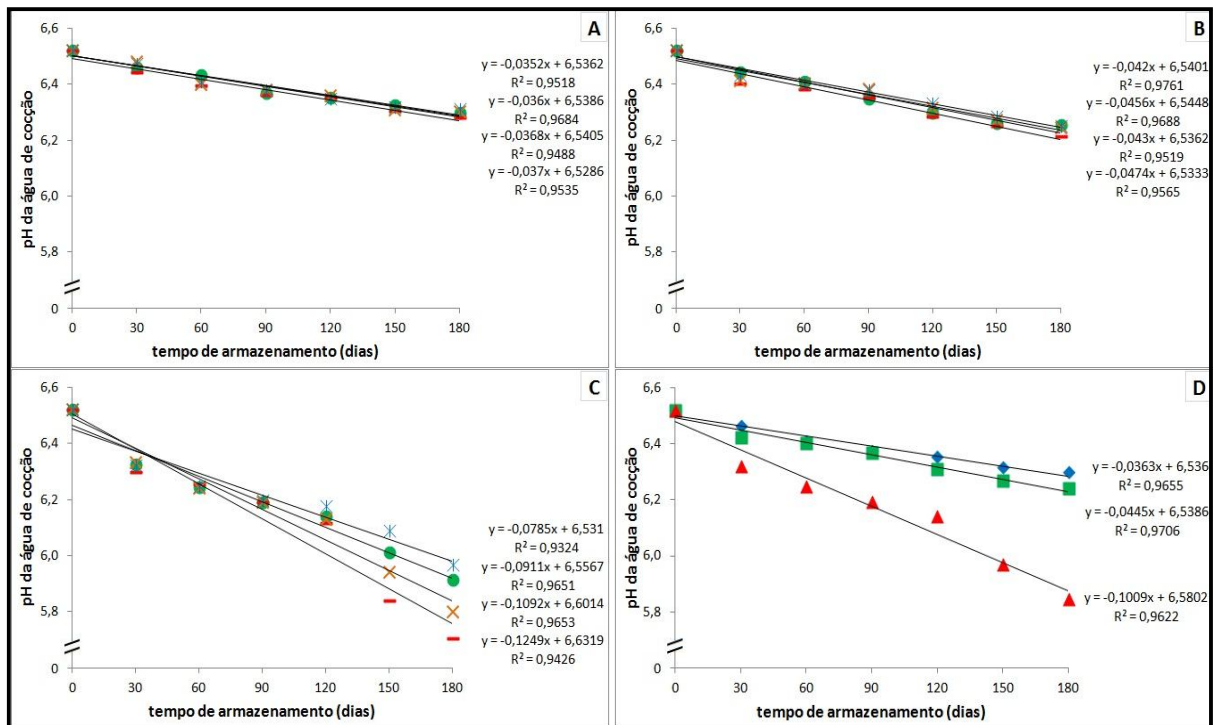 A
pH da água de cocção
6,6
6,4
6,2
6,0
5,8
0
y = -0,0352x + 6,5362
R² = 0,9518
y = -0,036x + 6,5386
R² = 0,9684
y = -0,0368x + 6,5405
R² = 0,9488
y = -0,037x + 6,5286
R² = 0,9535
0 30 60 90 120 150 180
tempo de armazenamento (dias)
B
pH da água de cocção
6,6
6,4
6,2
6,0
5,8
0
y = -0,042x + 6,5401
R² = 0,9761
y = -0,0456x + 6,5448
R² = 0,9688
y = -0,043x + 6,5362
R² = 0,9519
y = -0,0474x + 6,5333
R² = 0,9565
0 30 60 90 120 150 180
tempo de armazenamento (dias)
C
pH da água de cocção
6,6
6,4
6,2
6,0
5,8
0
y = -0,0785x + 6,531
R² = 0,9324
y = -0,0911x + 6,5567
R² = 0,9651
y = -0,1092x + 6,6014
R² = 0,9653
y = -0,1249x + 6,6319
R² = 0,9426
0 30 60 90 120 150 180
tempo de armazenamento (dias)
D
pH da água de cocção
6,6
6,4
6,2
6,0
5,8
0
y = -0,0363x + 6,536
R² = 0,9655
y = -0,0445x + 6,5386
R² = 0,9706
y = -0,1009x + 6,5802
R² = 0,9622
0 30 60 90 120 150 180
tempo de armazenamento (dias)